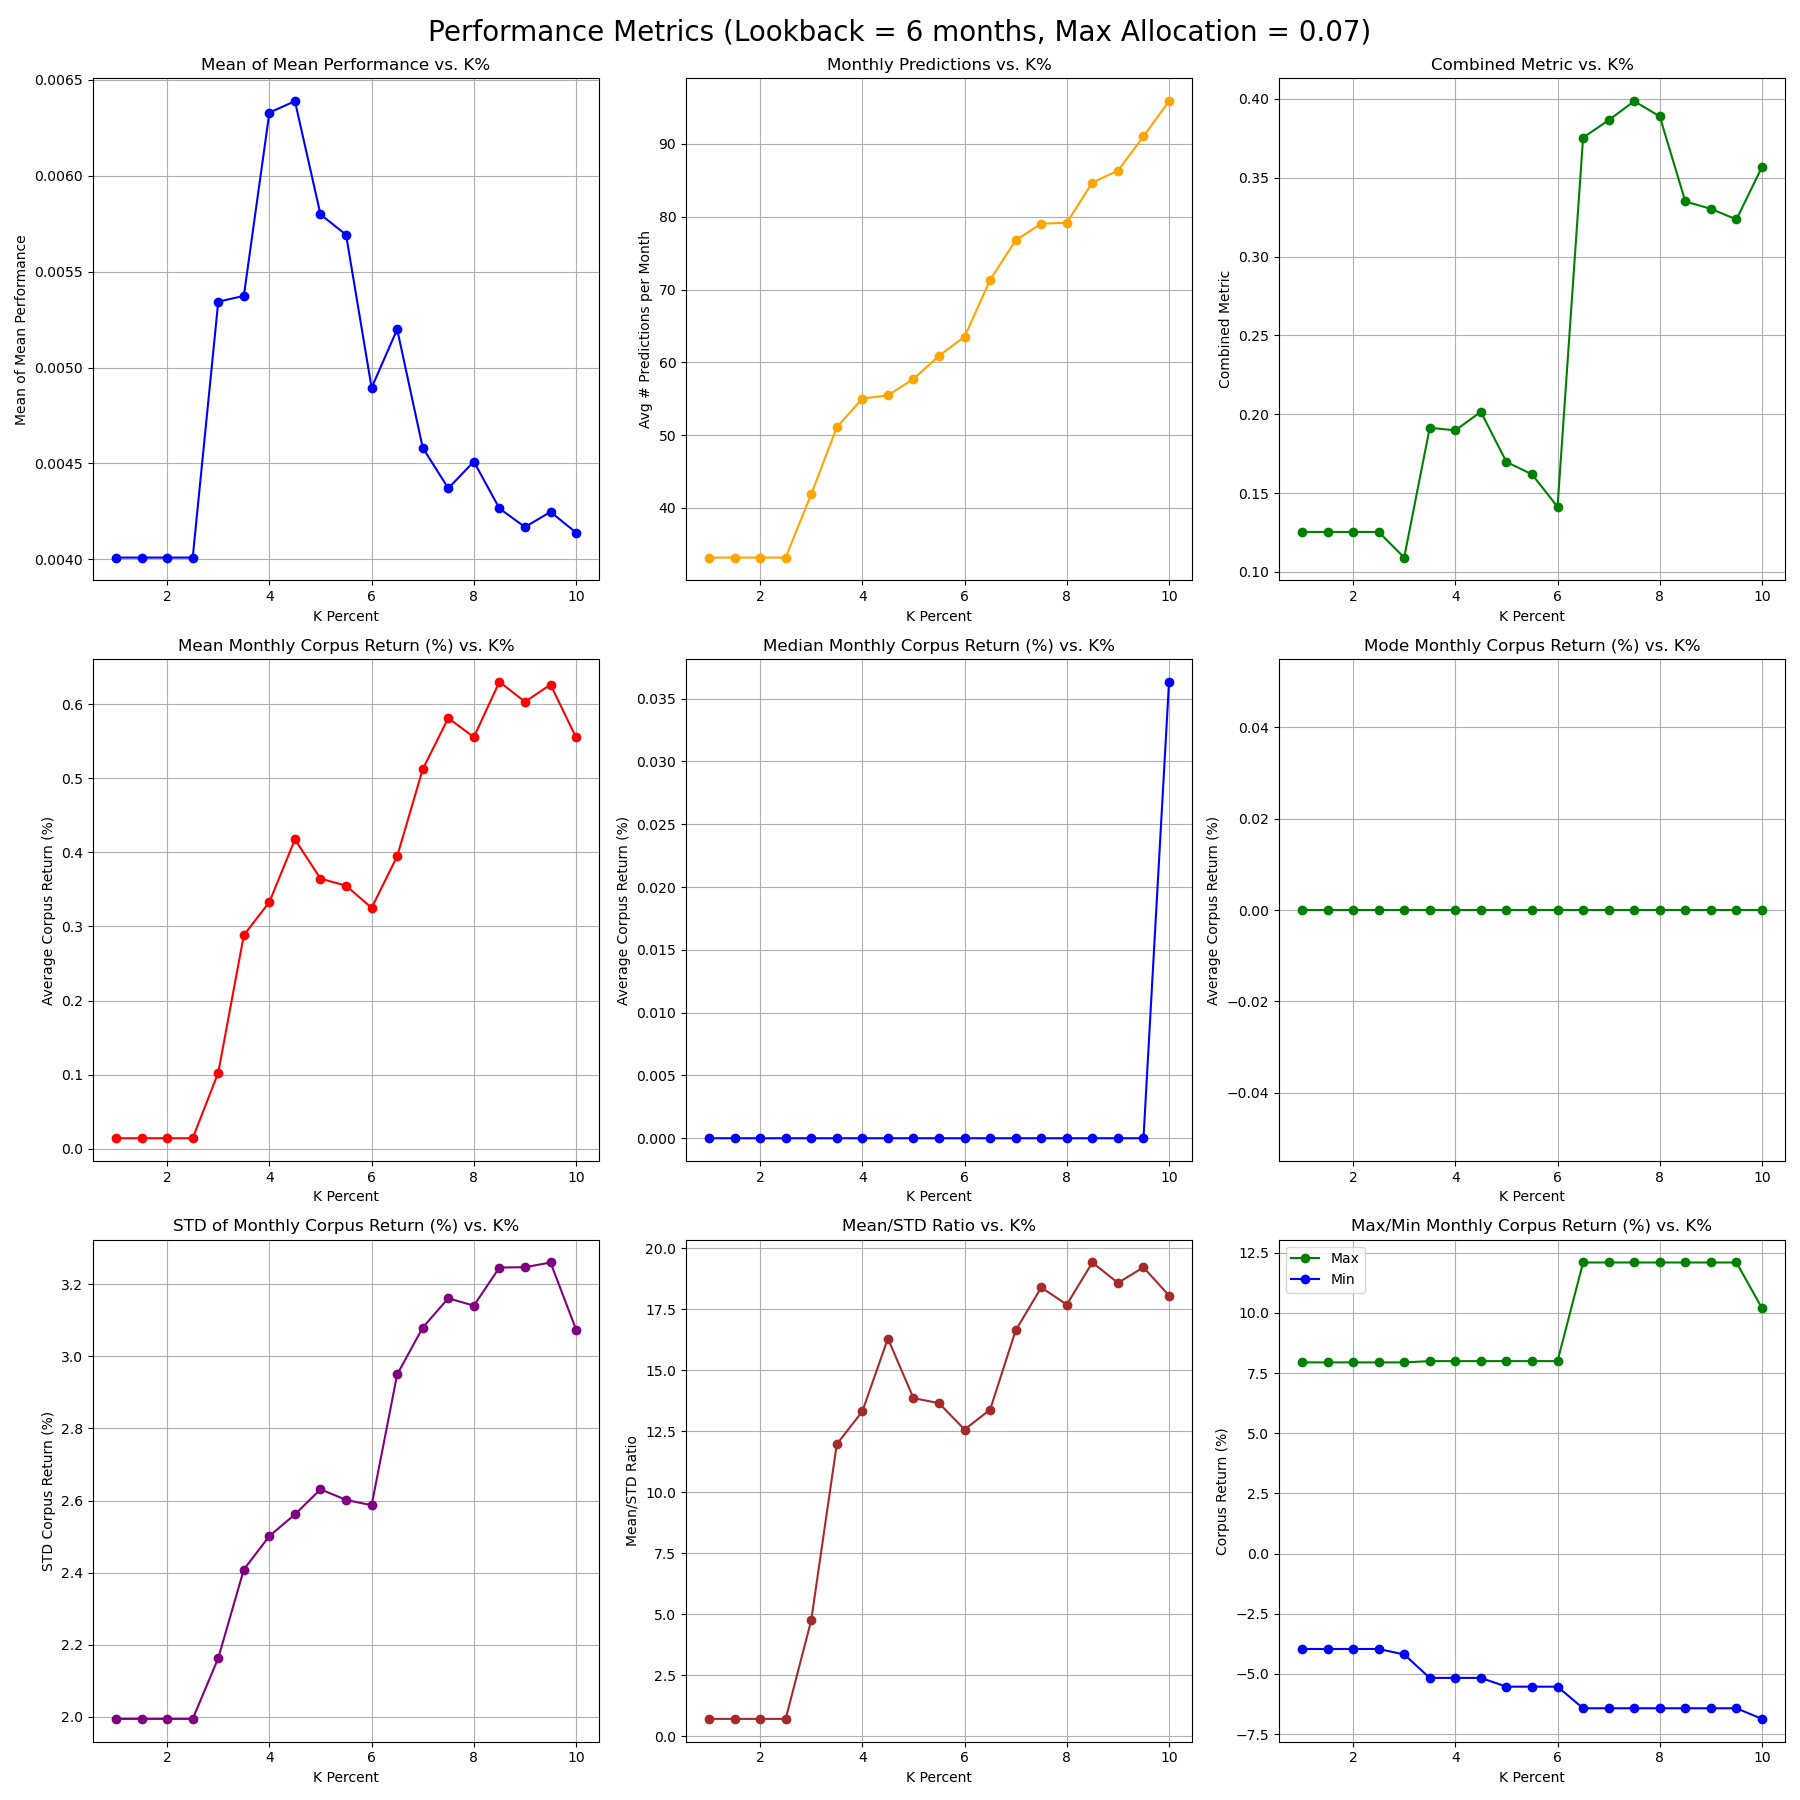 Performance Metrics (Lookback = 6 months, Max Allocation = 0.07)
Mean of Mean Performance vs. K%
Mean of Mean Performance
0.0065
0.0060
0.0055
0.0050
0.0045
0.0040
2 4 6 8 10
K Percent
Monthly Predictions vs. K%
Avg # Predictions per Month
90
80
70
60
50
40
2 4 6 8 10
K Percent
Combined Metric vs. K%
Combined Metric
0.40
0.35
0.30
0.25
0.20
0.15
0.10
2 4 6 8 10
K Percent
Mean Monthly Corpus Return (%) vs. K%
Average Corpus Return (%)
0.6
0.5
0.4
0.3
0.2
0.1
0.0
2 4 6 8 10
K Percent
Median Monthly Corpus Return (%) vs. K%
Average Corpus Return (%)
0.035
0.030
0.025
0.020
0.015
0.010
0.005
0.000
2 4 6 8 10
K Percent
Mode Monthly Corpus Return (%) vs. K%
Average Corpus Return (%)
0.04
0.02
0.00
−0.02
−0.04
2 4 6 8 10
K Percent
STD of Monthly Corpus Return (%) vs. K%
STD Corpus Return (%)
3.2
3.0
2.8
2.6
2.4
2.2
2.0
2 4 6 8 10
K Percent
Mean/STD Ratio vs. K%
Mean/STD Ratio
20.0
17.5
15.0
12.5
10.0
7.5
5.0
2.5
0.0
2 4 6 8 10
K Percent
Max/Min Monthly Corpus Return (%) vs. K%
Max
Min
Corpus Return (%)
12.5
10.0
7.5
5.0
2.5
0.0
−2.5
−5.0
−7.5
2 4 6 8 10
K Percent